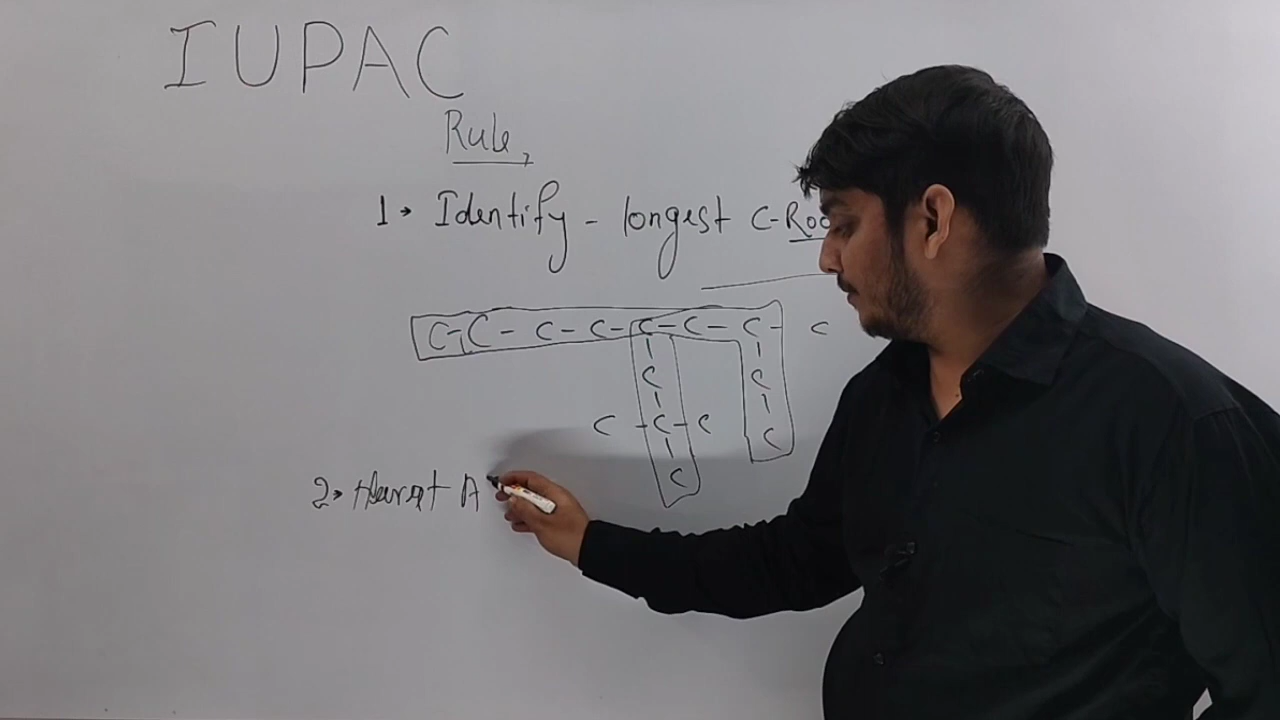 IUPAC
Rule,
1→ Identify - longest C-Roo
C-C-C-C-C-C-C- C
C C
C -C- C C
C
2→ A